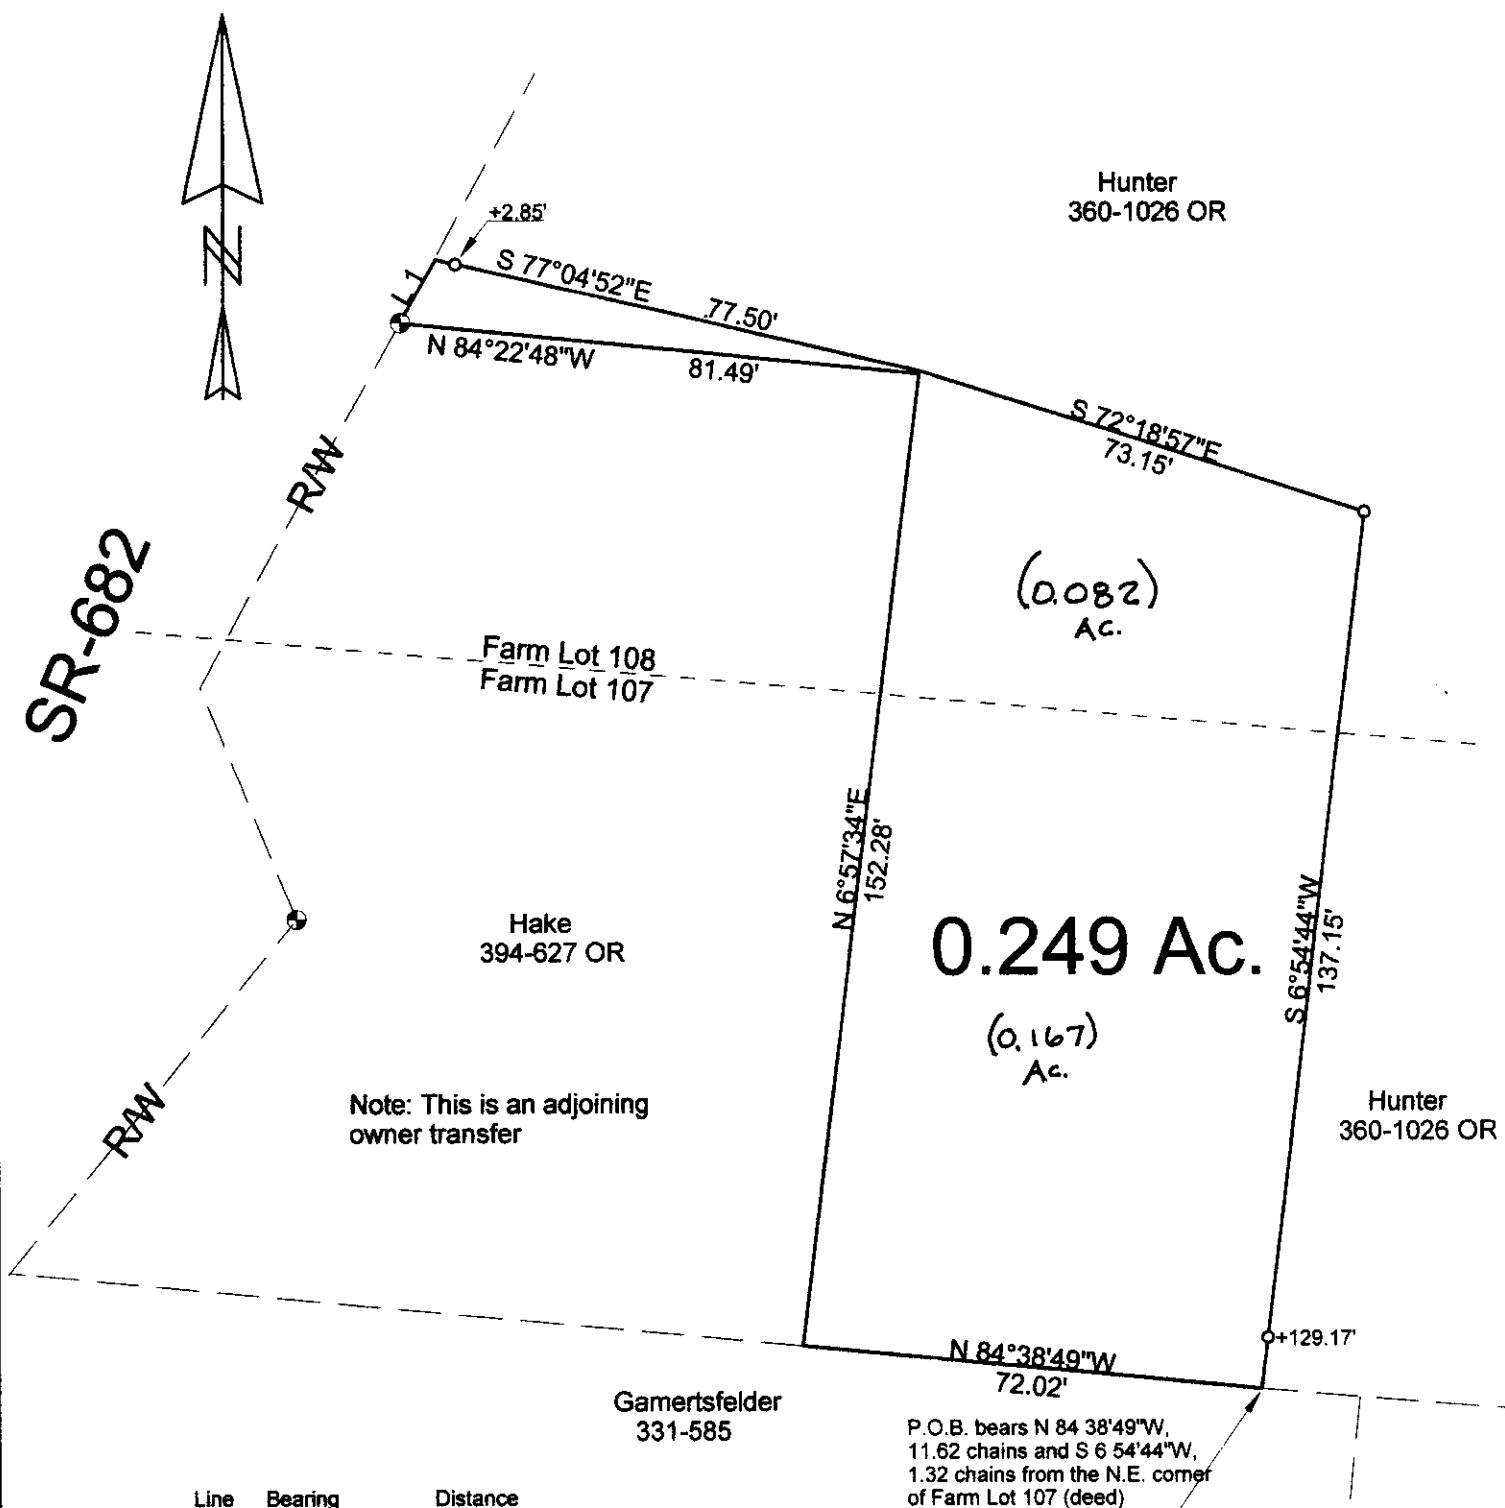 N
Hunter
360-1026 OR
+2.85'
S 77°04'52"E
77.50'
L 1
N 84°22'48"W
81.49'
S 72°18'57"E
73.15'
R/W
SR-682
(0.082)
Ac.
Farm Lot 108
Farm Lot 107
N 6°57'34"E
152.28'
Hake
394-627 OR
0.249 Ac.
S 6°54'44"W
137.15'
(0.167)
Ac.
R/W
Note: This is an adjoining
owner transfer
Hunter
360-1026 OR
+129.17'
N 84°38'49"W
72.02'
Gamertsfelder
331-585
P.O.B. bears N 84 38'49"W,
11.62 chains and S 6 54'44"W,
1.32 chains from the N.E. corner
of Farm Lot 107 (deed)
Line Bearing Distance